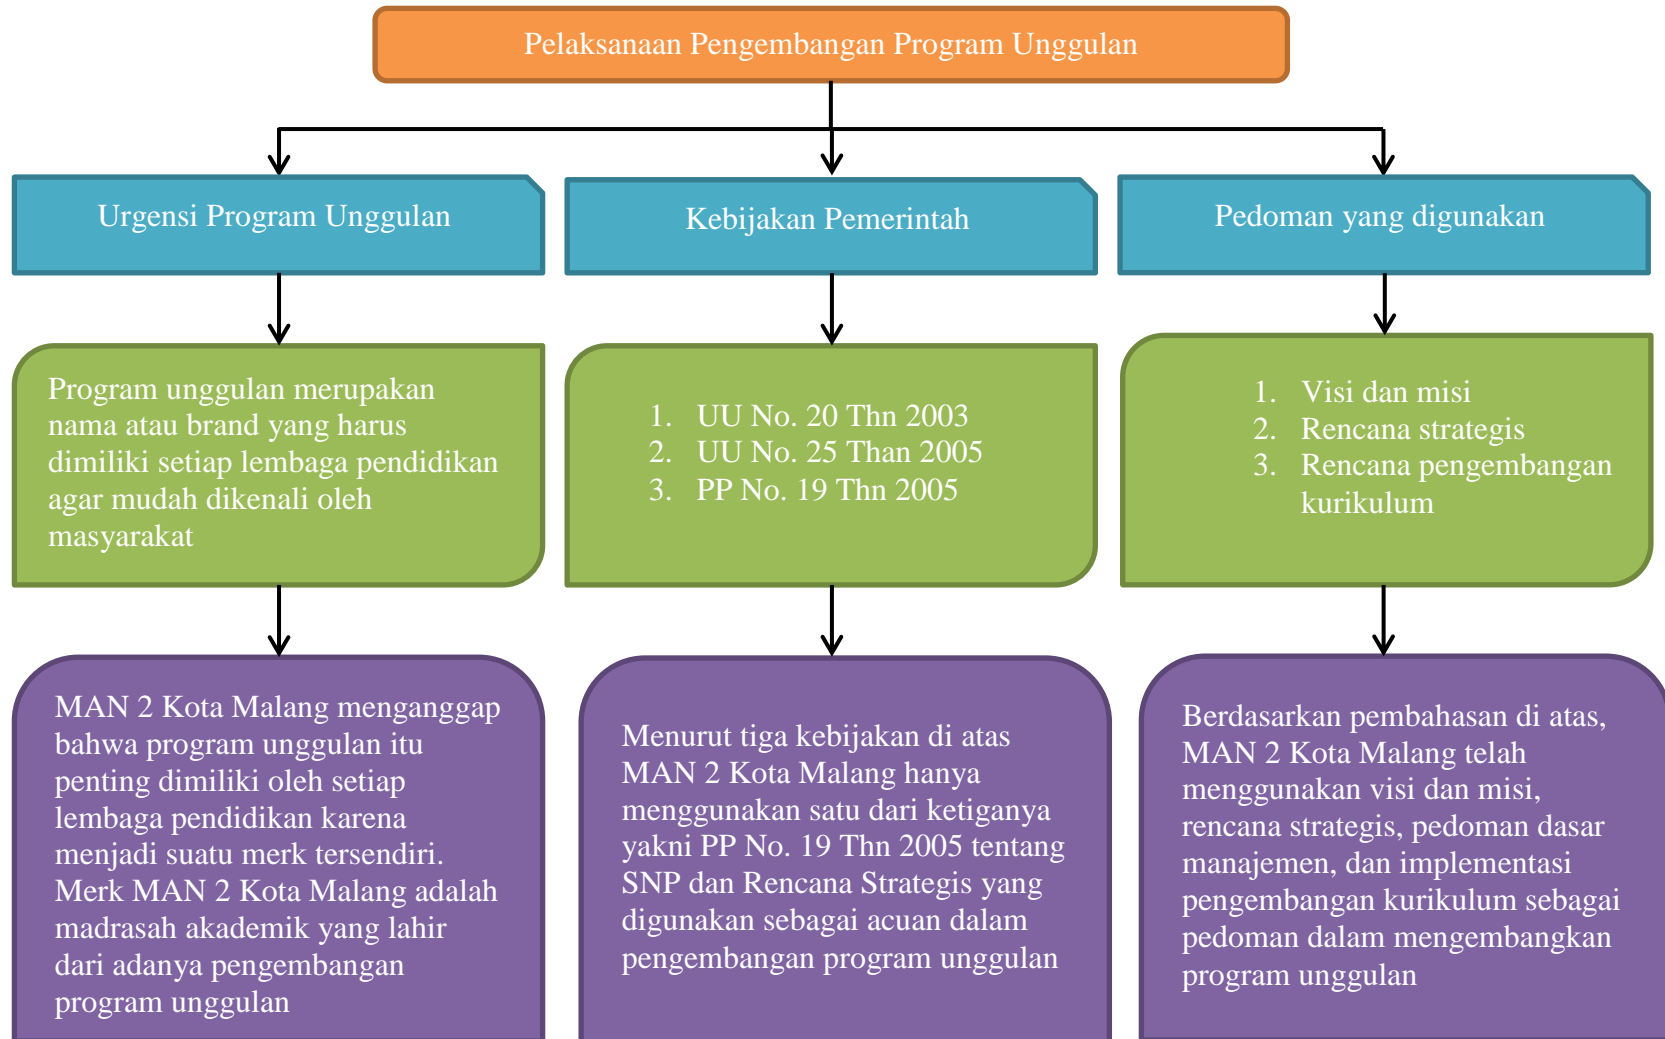 Pelaksanaan Pengembangan Program Unggulan
Urgensi Program Unggulan
Kebijakan Pemerintah
Pedoman yang digunakan
Program unggulan merupakan
nama atau brand yang harus
dimiliki setiap lembaga pendidikan
agar mudah dikenali oleh
masyarakat
1. UU No. 20 Thn 2003
2. UU No. 25 Than 2005
3. PP No. 19 Thn 2005
1. Visi dan misi
2. Rencana strategis
3. Rencana pengembangan
kurikulum
MAN 2 Kota Malang menganggap
bahwa program unggulan itu
penting dimiliki oleh setiap
lembaga pendidikan karena
menjadi suatu merk tersendiri.
Merk MAN 2 Kota Malang adalah
madrasah akademik yang lahir
dari adanya pengembangan
program unggulan
Menurut tiga kebijakan di atas
MAN 2 Kota Malang hanya
menggunakan satu dari ketiganya
yakni PP No. 19 Thn 2005 tentang
SNP dan Rencana Strategis yang
digunakan sebagai acuan dalam
pengembangan program unggulan
Berdasarkan pembahasan di atas,
MAN 2 Kota Malang telah
menggunakan visi dan misi,
rencana strategis, pedoman dasar
manajemen, dan implementasi
pengembangan kurikulum sebagai
pedoman dalam mengembangkan
program unggulan